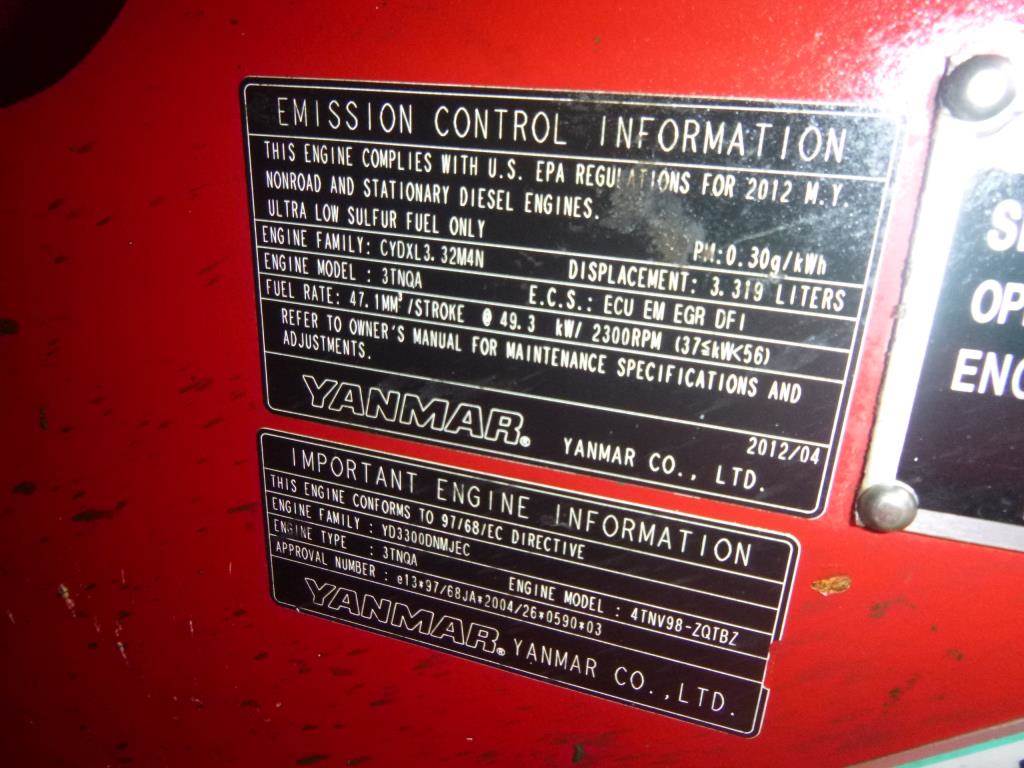 EMISSION CONTROL INFORMATION
THIS ENGINE COMPLIES WITH U.S. EPA REGULATIONS FOR 2012 M.Y.
NONROAD AND STATIONARY DIESEL ENGINES.
ULTRA LOW SULFUR FUEL ONLY PM:0.30g/kWh
ENGINE FAMILY: CYDXL3.32M4N DISPLACEMENT: 3.319 LITERS
ENGINE MODEL : 3TNQA E.C.S.: ECU EM EGR DFI
FUEL RATE: 47.1MM³/STROKE @ 49.3 kW/ 2300RPM (37≤kW<56)
REFER TO OWNER'S MANUAL FOR MAINTENANCE SPECIFICATIONS AND
ADJUSTMENTS.
YANMAR® YANMAR CO., LTD. 2012/04
IMPORTANT ENGINE INFORMATION
THIS ENGINE CONFORMS TO 97/68/EC DIRECTIVE
ENGINE FAMILY : YD3300DNMJEC
ENGINE TYPE : 3TNQA ENGINE MODEL : 4TNV98-ZQTBZ
APPROVAL NUMBER : e13*97/68JA*2004/26*0590*03
YANMAR® YANMAR CO.,LTD.